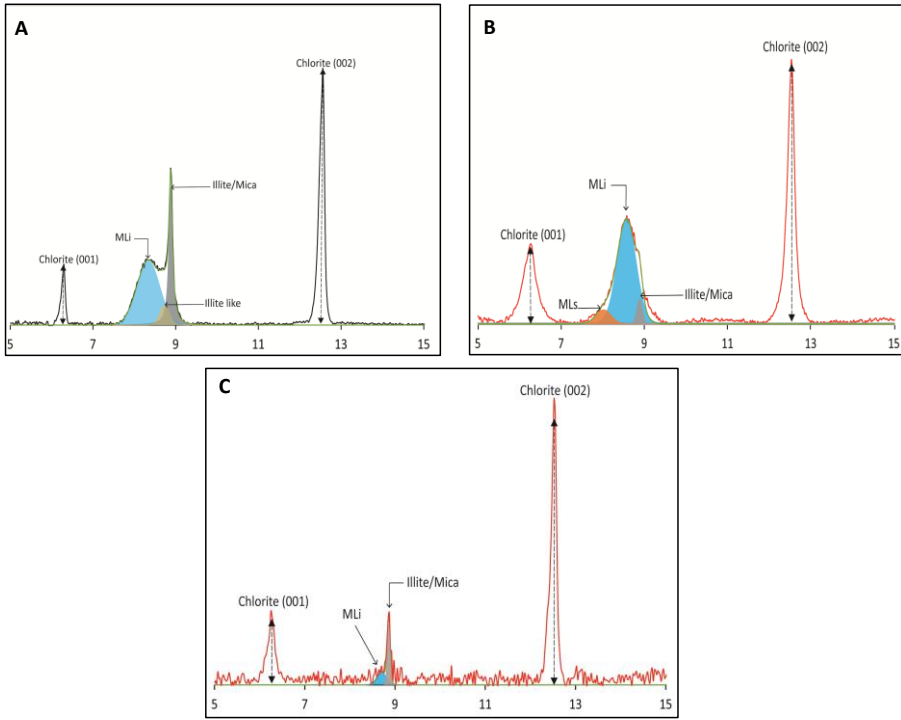 A
Chlorite (002)
Illite/Mica
MLi
Chlorite (001)
Illite like
5 7 9 11 13 15
B
Chlorite (002)
MLi
Chlorite (001)
Illite/Mica
MLs
5 7 9 11 13 15
C
Chlorite (002)
Illite/Mica
Chlorite (001)
MLi
5 7 9 11 13 15